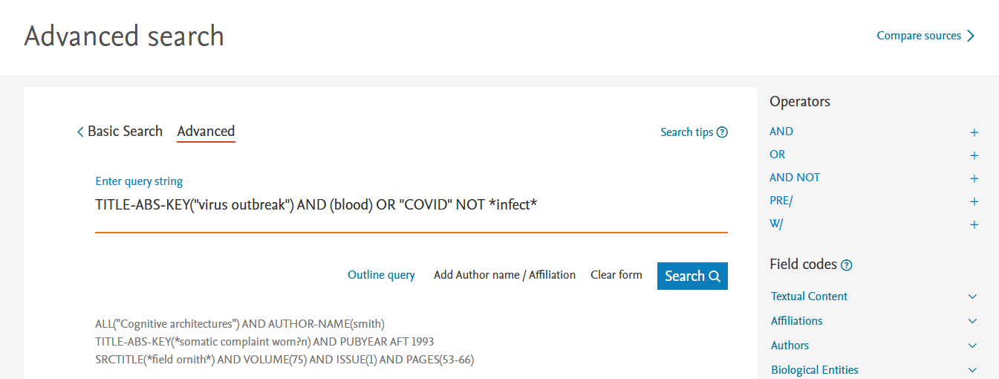 Advanced search
Compare sources
Basic Search Advanced
Search tips
Enter query string
TITLE-ABS-KEY("virus outbreak") AND (blood) OR "COVID" NOT *infect*
Outline query Add Author name / Affiliation Clear form Search
ALL("Cognitive architectures") AND AUTHOR-NAME(smith)
TITLE-ABS-KEY(*somatic complaint wom?n) AND PUBYEAR AFT 1993
SRCTITLE(*field ornith*) AND VOLUME(75) AND ISSUE(1) AND PAGES(53-66)
Operators
AND +
OR +
AND NOT +
PRE/ +
W/ +
Field codes
Textual Content
Affiliations
Authors
Biological Entities